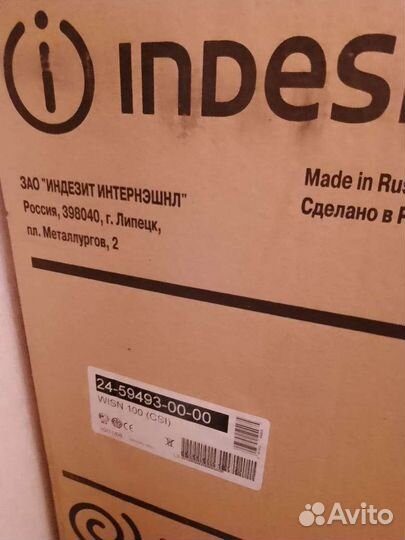 INDES
ЗАО "ИНДЕЗИТ ИНТЕРНЭШНЛ"
Россия, 398040, г. Липецк,
пл. Металлургов, 2
Made in Rus
Сделано в Р
24-59493-00-00
WISN 100 (CSI)
Avito